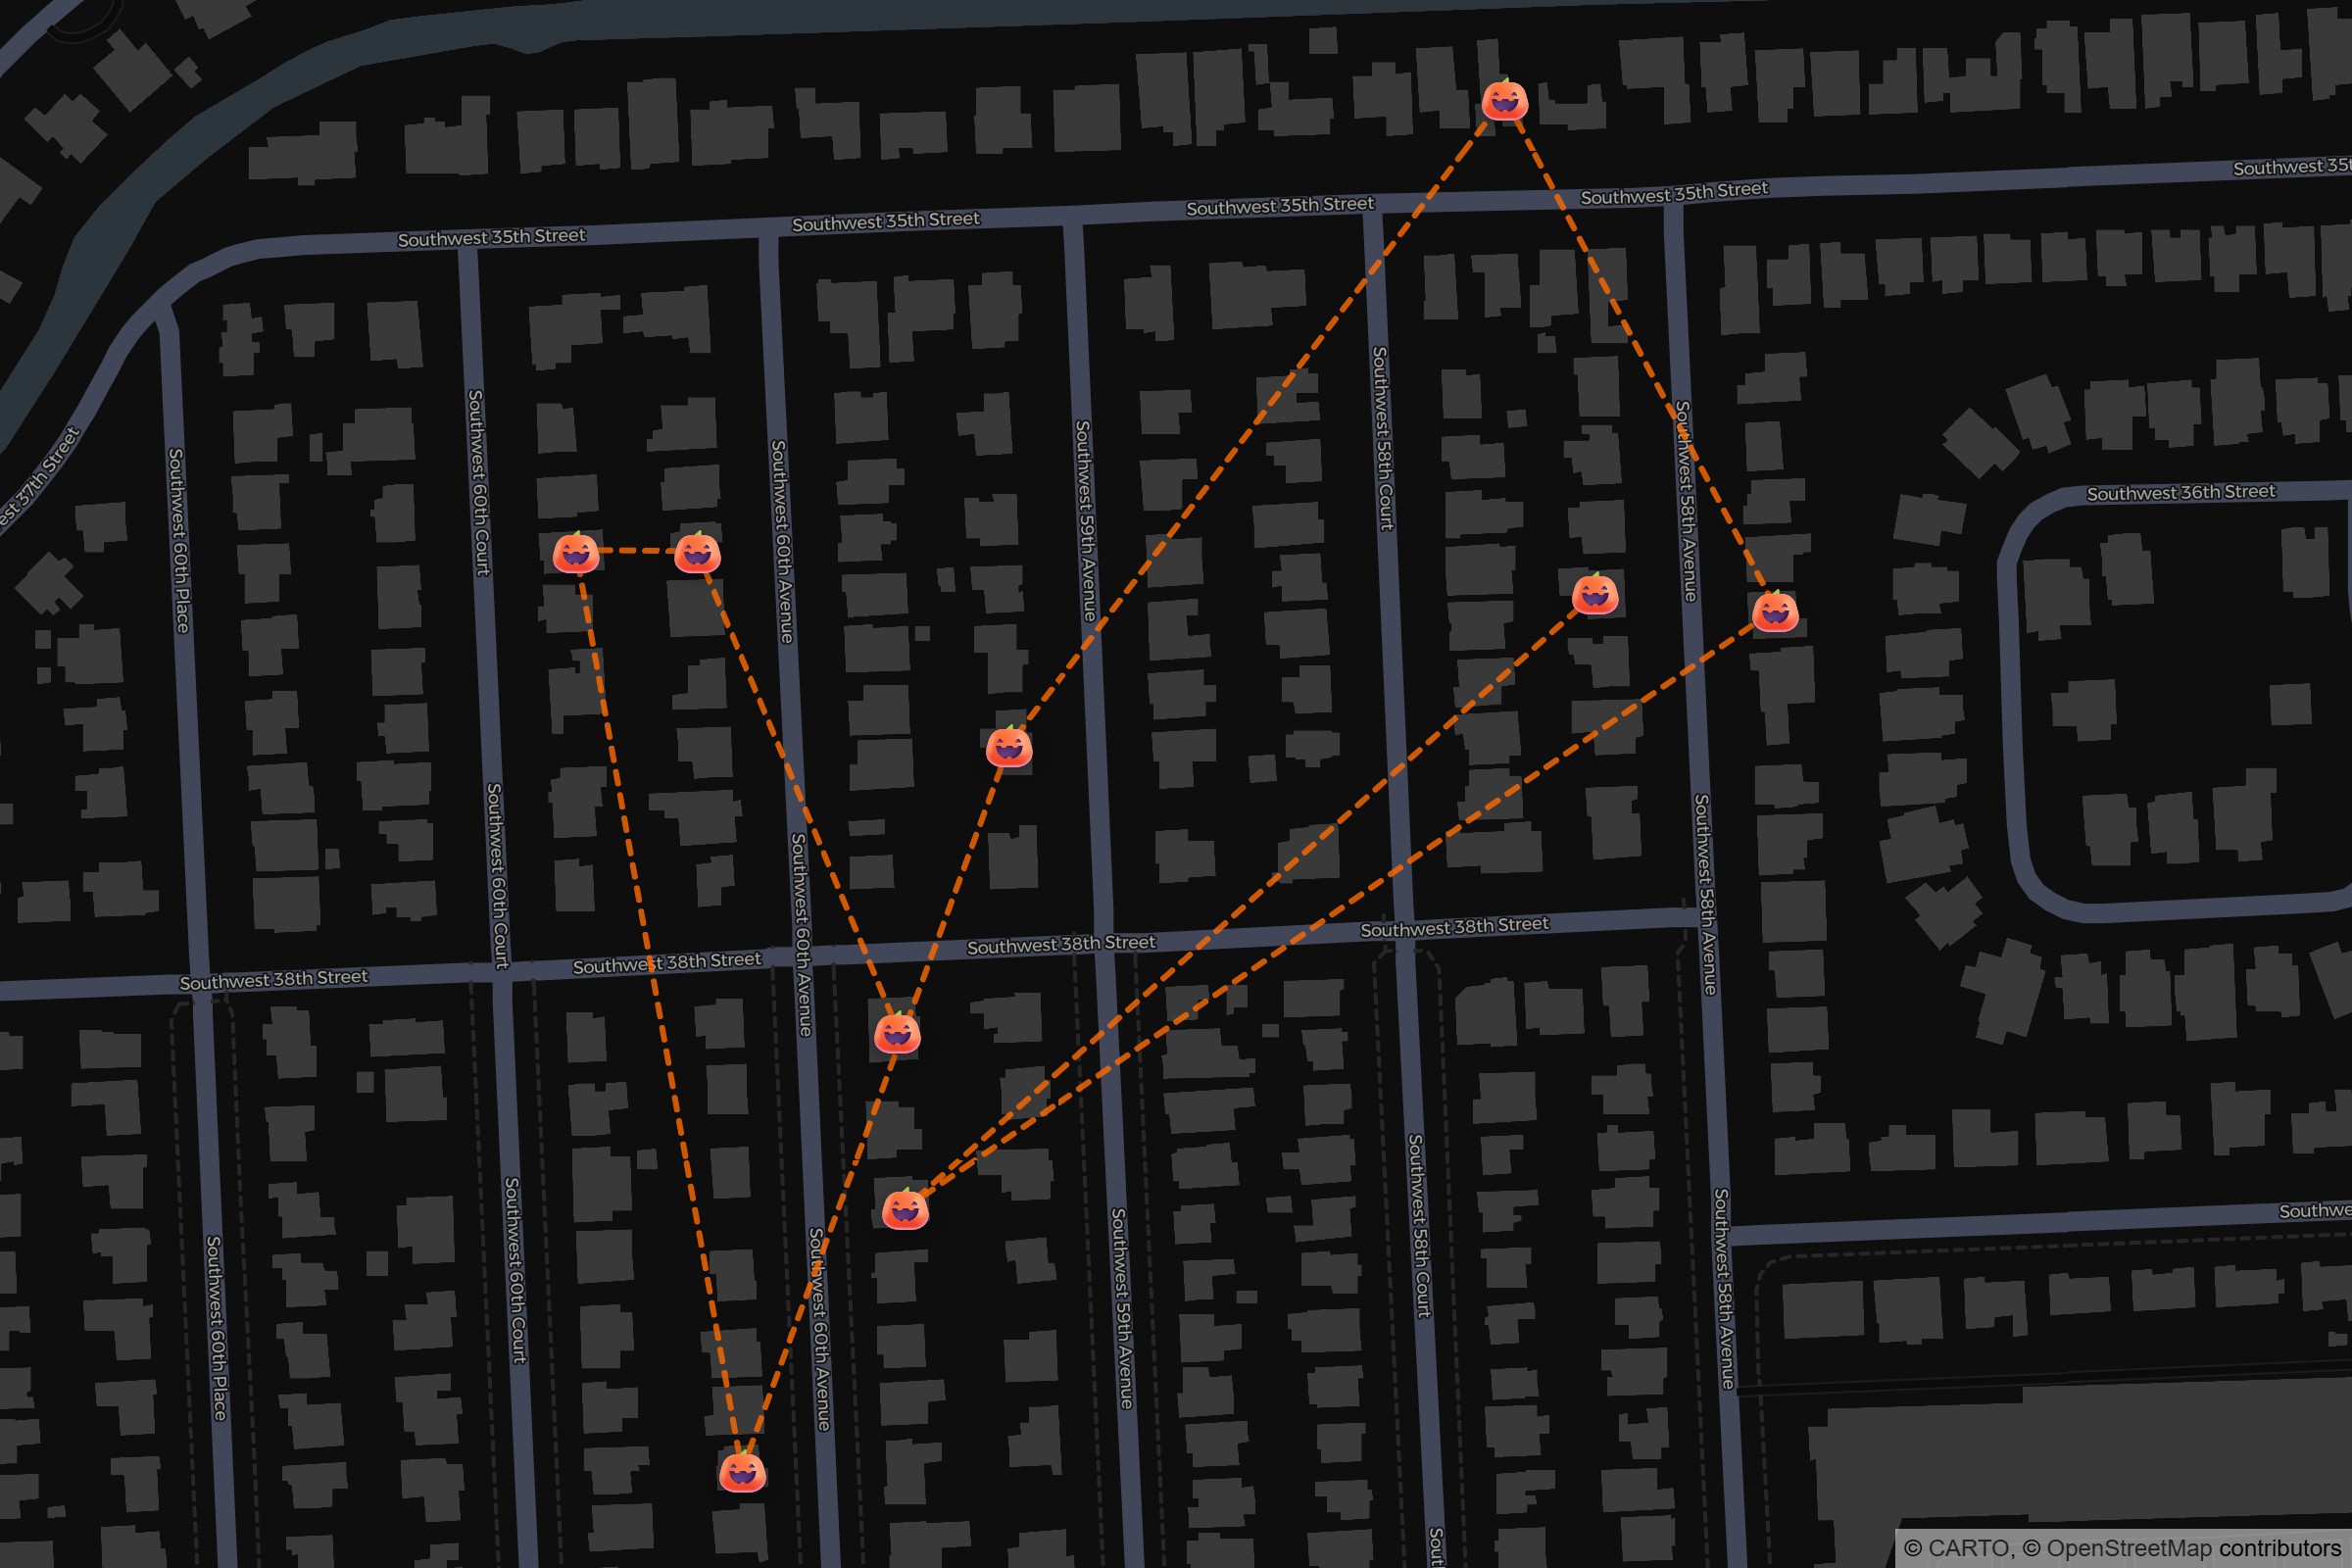 Southwest 35t
Southwest 35th Street
Southwest 35th Street
Southwest 35th Street
Southwest 35th Street
Southwest 58th Court
Southwest 60th Court
Southwest 58th Avenue
Southwest 59th Avenue
est 37th Street
Southwest 60th Avenue
Southwest 60th Place
Southwest 36th Street
Southwest 60th Court
Southwest 58th Avenue
Southwest 60th Avenue
Southwest 38th Street
Southwest 38th Street
Southwest 38th Street
Southwest 38th Street
Southwest 58th Court
Southwest 60th Court
Southwest 58th Avenue
Southwe
Southwest 59th Avenue
Southwest 60th Avenue
Southwest 60th Place
Sout
© CARTO, © OpenStreetMap contributors